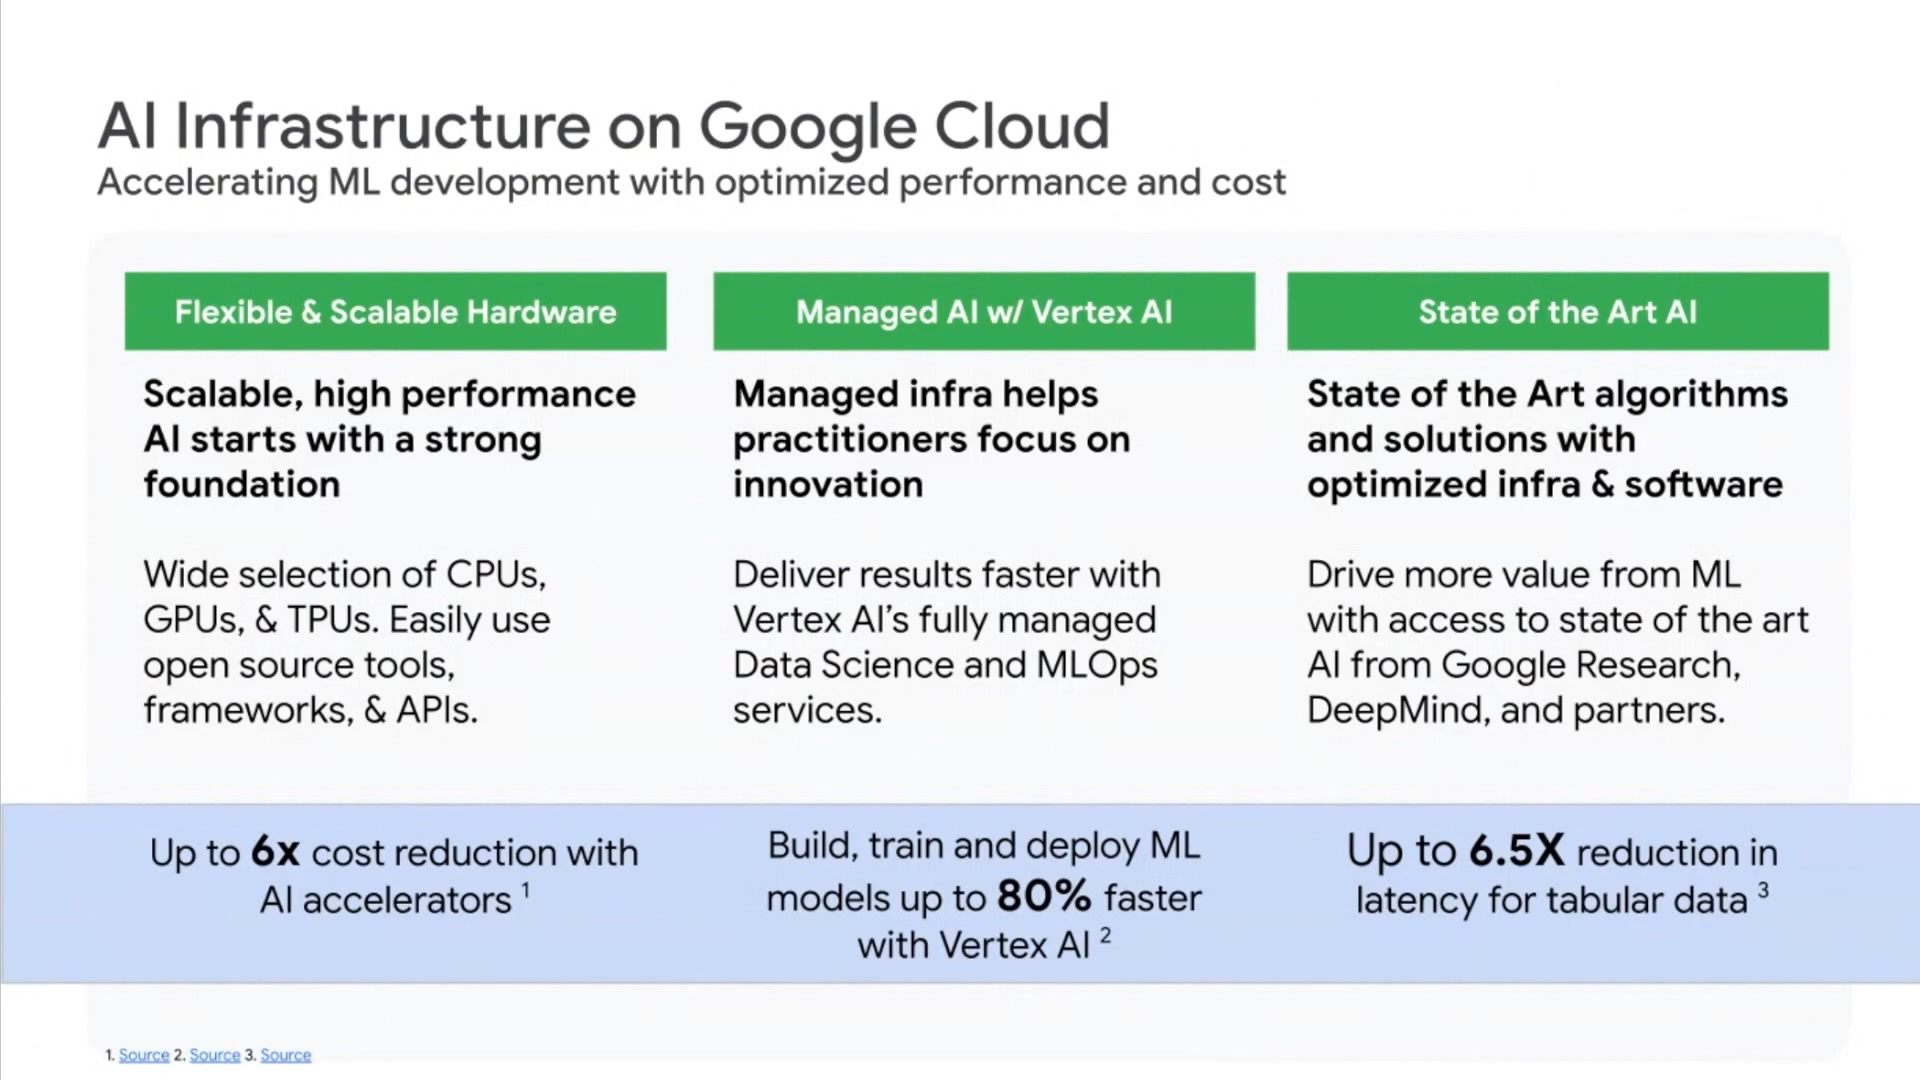 AI Infrastructure on Google Cloud
Accelerating ML development with optimized performance and cost
Flexible & Scalable Hardware
Scalable, high performance
AI starts with a strong
foundation
Wide selection of CPUs,
GPUs, & TPUs. Easily use
open source tools,
frameworks, & APIs.
Up to 6x cost reduction with
AI accelerators 1
Managed AI w/ Vertex AI
Managed infra helps
practitioners focus on
innovation
Deliver results faster with
Vertex AI's fully managed
Data Science and MLOps
services.
Build, train and deploy ML
models up to 80% faster
with Vertex AI 2
State of the Art AI
State of the Art algorithms
and solutions with
optimized infra & software
Drive more value from ML
with access to state of the art
AI from Google Research,
DeepMind, and partners.
Up to 6.5X reduction in
latency for tabular data 3
1. Source 2. Source 3. Source